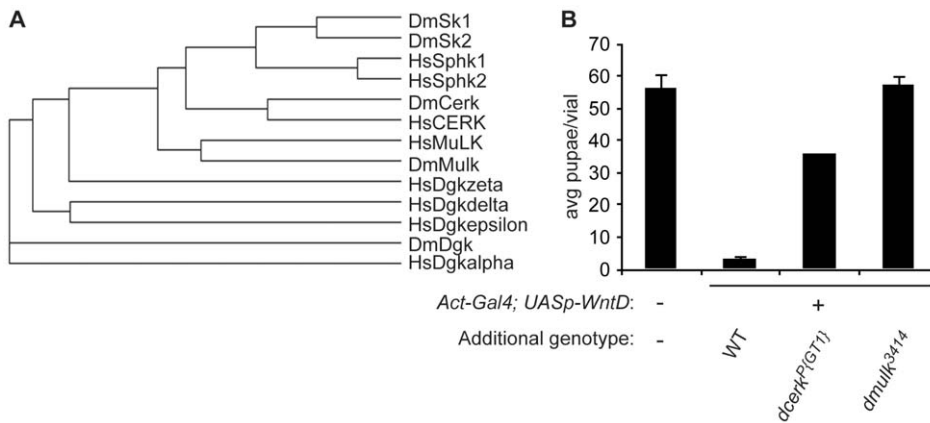 A
DmSk1
DmSk2
HsSphk1
HsSphk2
DmCerk
HsCERK
HsMuLK
DmMulk
HsDgkzeta
HsDgkdelta
HsDgkepsilon
DmDgk
HsDgkalpha
B
avg pupae/vial
70
60
50
40
30
20
10
0
Act-Gal4; UASp-WntD: - +
Additional genotype: - WT dcerkP{GT1} dmulk3414